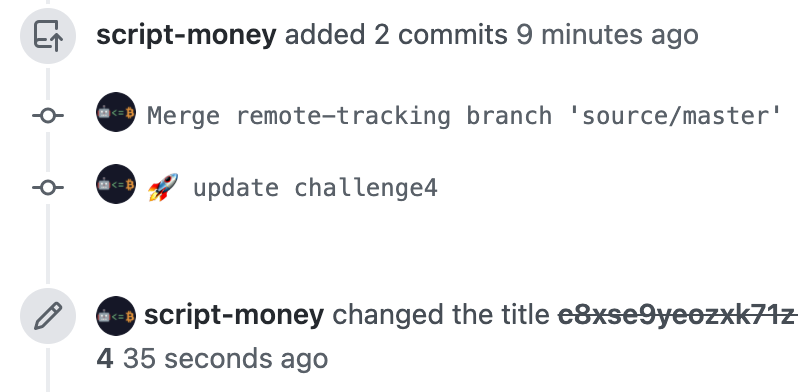 script-money added 2 commits 9 minutes ago
Merge remote-tracking branch 'source/master'
🚀 update challenge4
script-money changed the title c8xse9yeozxk71z
4 35 seconds ago